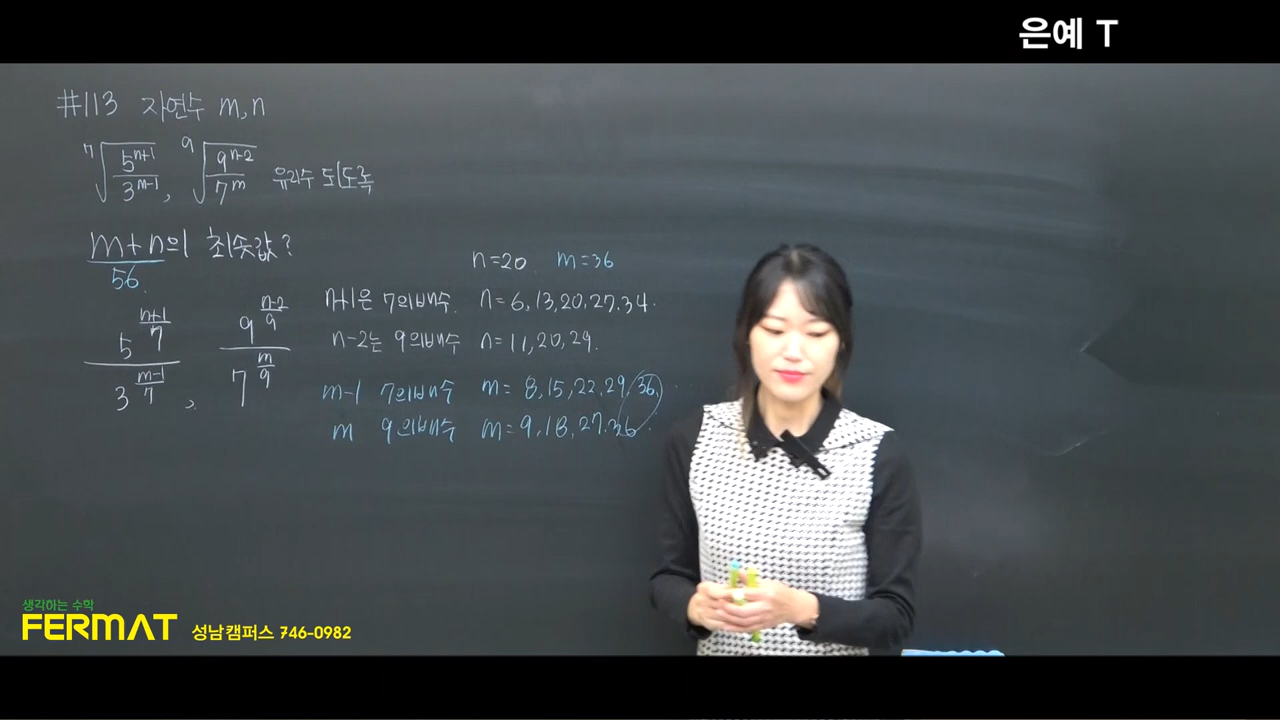 은예 T
#113 자연수 m,n
⁷√(5ⁿ⁺¹/3ᵐ⁻¹), ⁹√(9ⁿ⁻²/7ᵐ) 유리수 되도록
m+n의 최솟값?
56.
5^((n+1)/7) / 3^((m-1)/7), 9^((n-2)/9) / 7^(m/9)
n=20. m=36
n+1은 7의배수. n=6,13,20,27,34.
n-2는 9의배수 n=11,20,29.
m-1 7의배수 m= 8,15,22,29,36, ...
m 9의배수 m=9,18,27,36.
생각하는 수학
FERMAT 성남캠퍼스 746-0982